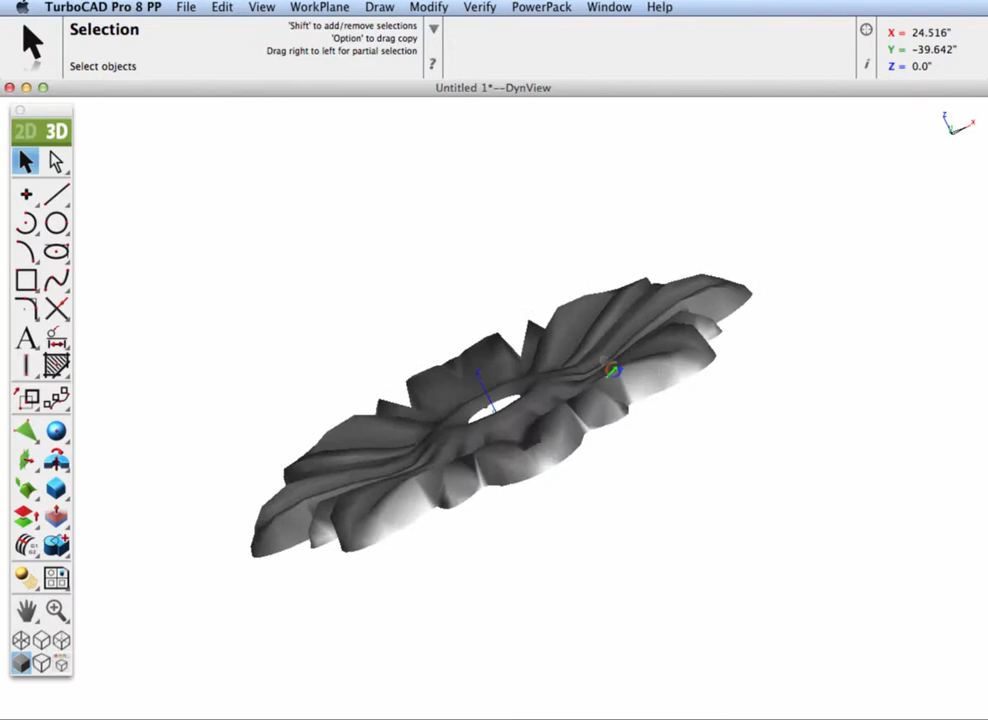 TurboCAD Pro 8 PP File Edit View WorkPlane Draw Modify Verify PowerPack Window Help
Selection
'Shift' to add/remove selections
'Option' to drag copy
Drag right to left for partial selection
Select objects
?
i
X = 24.516"
Y = -39.642"
Z = 0.0"
Untitled 1*--DynView
Z
X
2D 3D
A